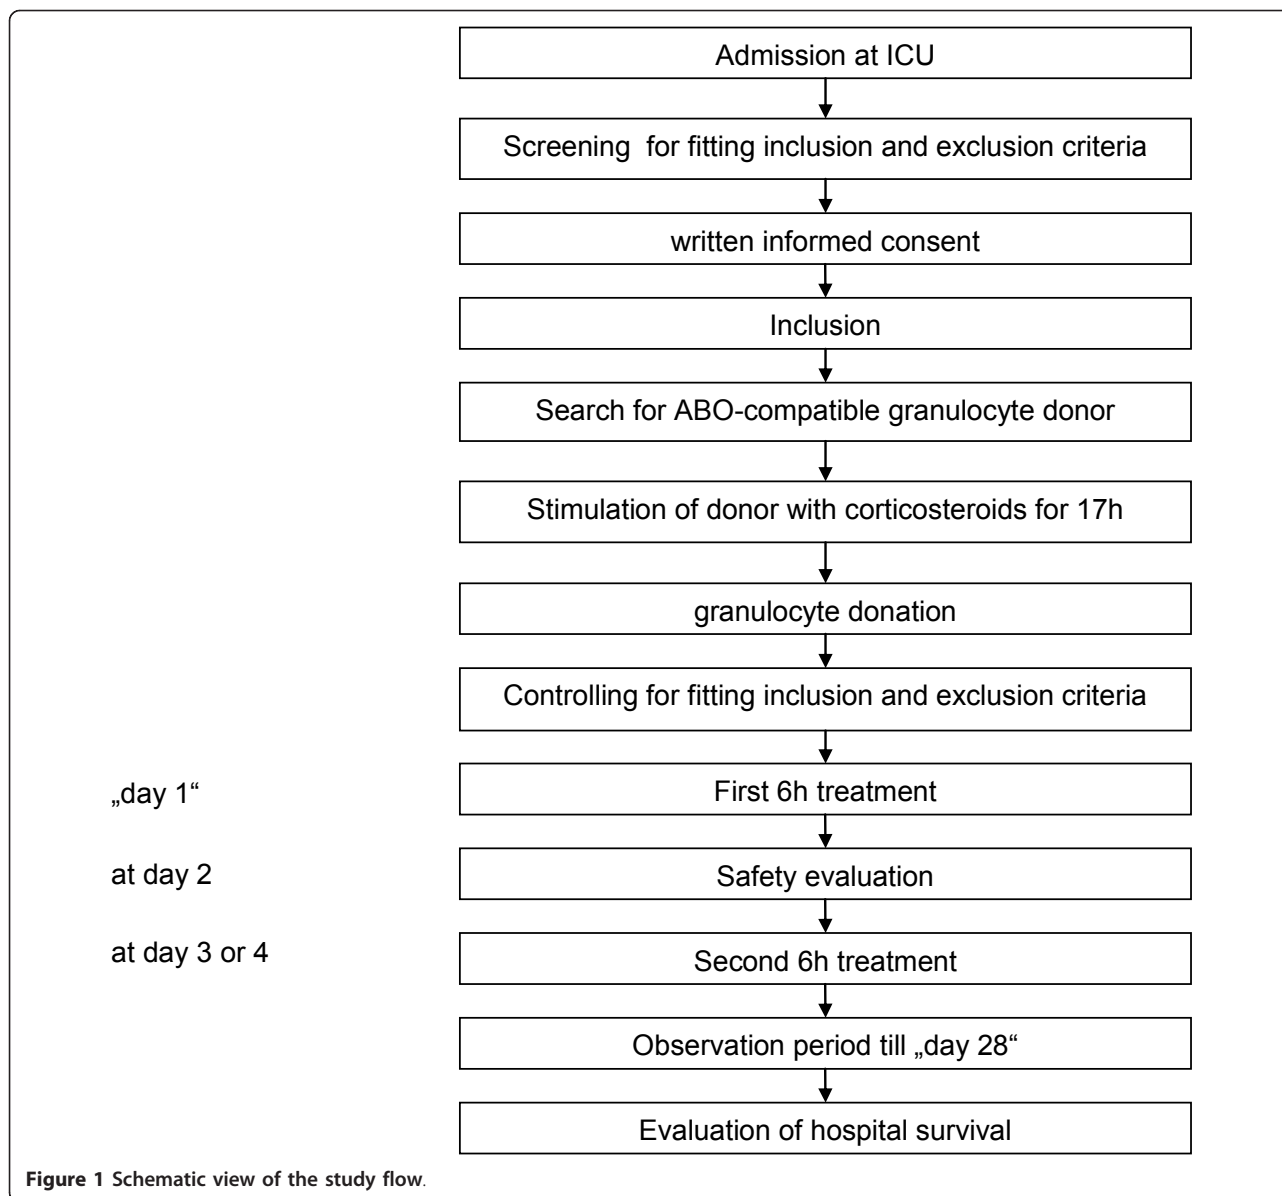 Admission at ICU
Screening for fitting inclusion and exclusion criteria
written informed consent
Inclusion
Search for ABO-compatible granulocyte donor
Stimulation of donor with corticosteroids for 17h
granulocyte donation
Controlling for fitting inclusion and exclusion criteria
„day 1“
First 6h treatment
at day 2
Safety evaluation
at day 3 or 4
Second 6h treatment
Observation period till „day 28“
Evaluation of hospital survival
Figure 1 Schematic view of the study flow.